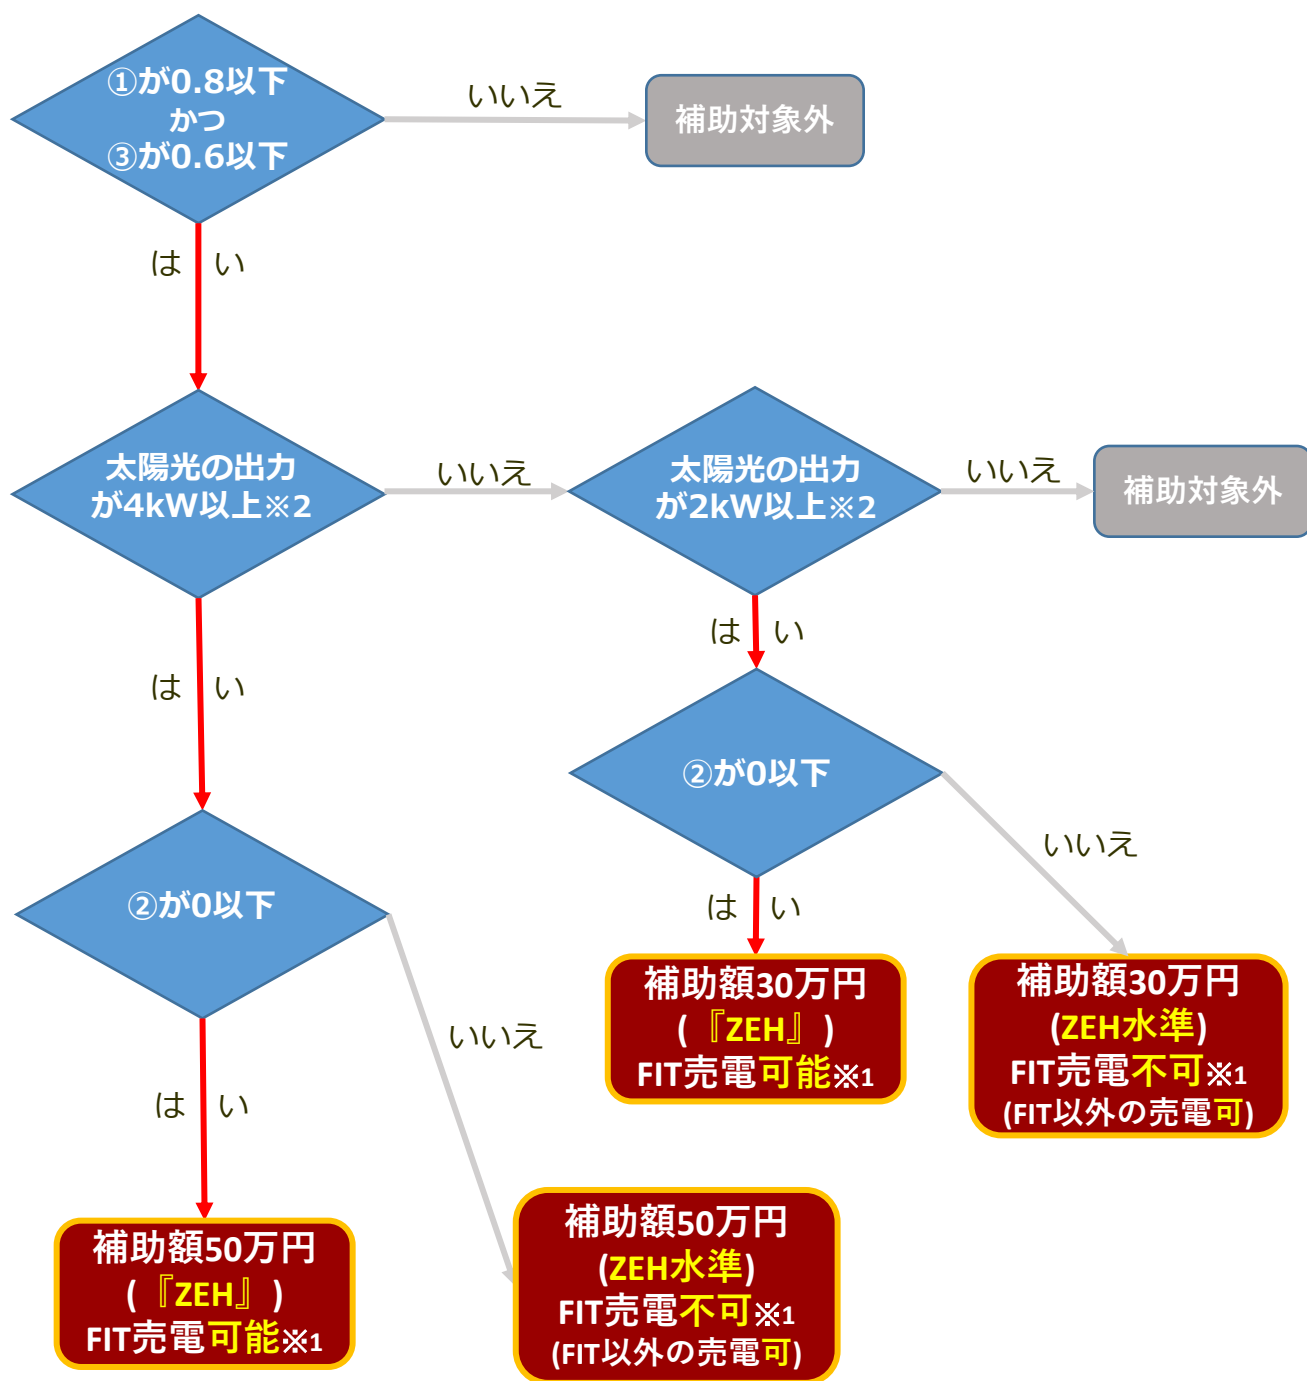 ①が0.8以下
かつ
③が0.6以下
いいえ
補助対象外
はい
太陽光の出力
が4kW以上※2
いいえ
太陽光の出力
が2kW以上※2
いいえ
補助対象外
はい
はい
②が0以下
いいえ
②が0以下
はい
補助額30万円
(『ZEH』)
FIT売電可能※1
補助額30万円
(ZEH水準)
FIT売電不可※1
(FIT以外の売電可)
いいえ
はい
補助額50万円
(『ZEH』)
FIT売電可能※1
補助額50万円
(ZEH水準)
FIT売電不可※1
(FIT以外の売電可)